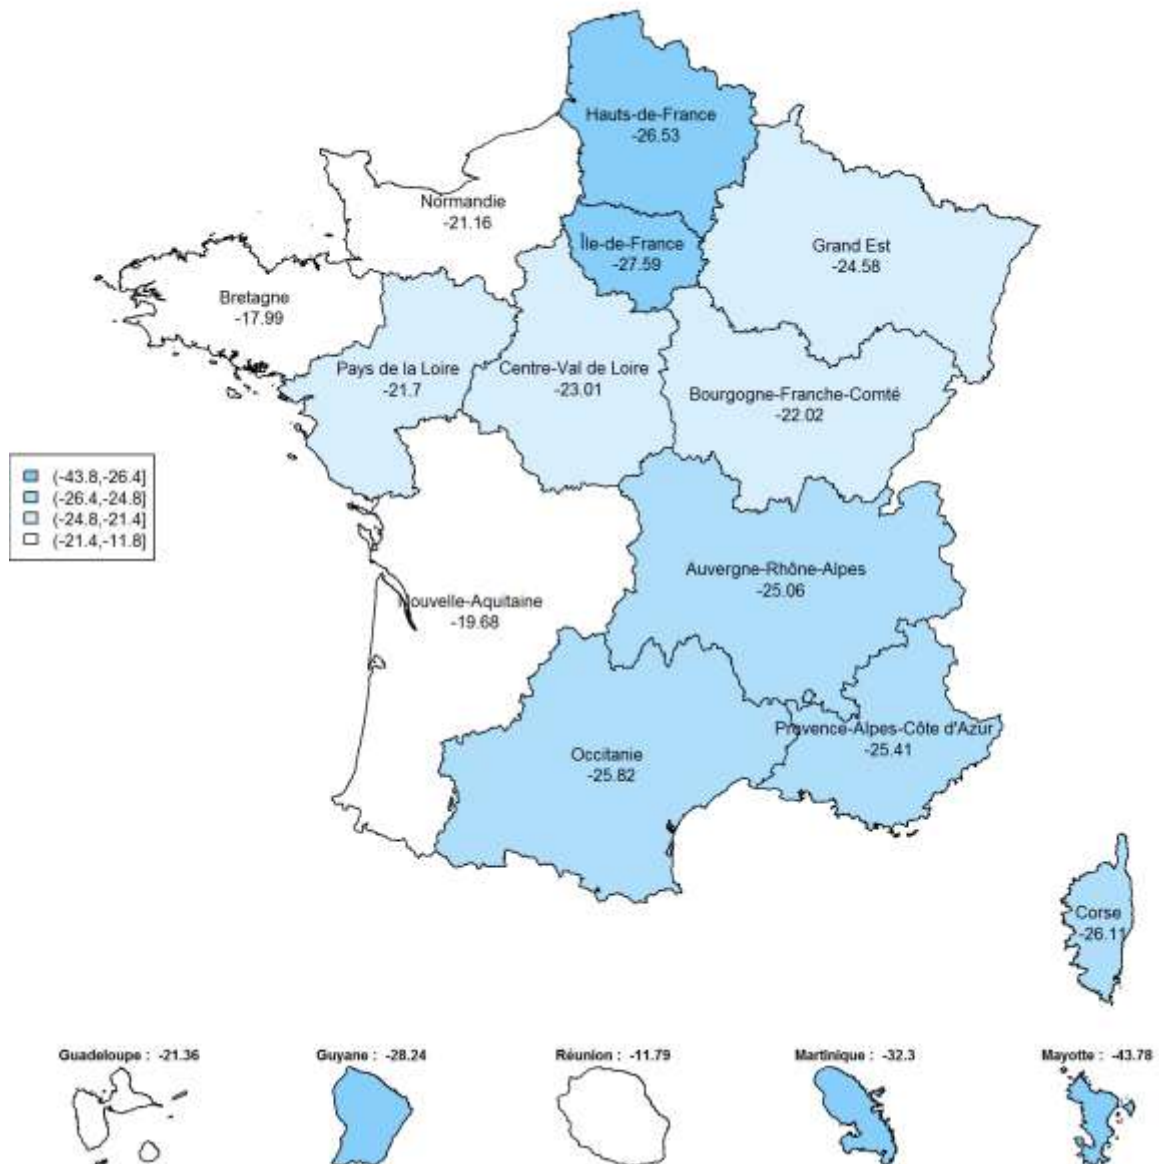 Hauts-de-France
-26.53
Normandie
-21.16
Île-de-France
-27.59
Grand Est
-24.58
Bretagne
-17.99
Pays de la Loire
-21.7
Centre-Val de Loire
-23.01
Bourgogne-Franche-Comté
-22.02
(-43.8,-26.4]
(-26.4,-24.8]
(-24.8,-21.4]
(-21.4,-11.8]
Auvergne-Rhône-Alpes
-25.06
Nouvelle-Aquitaine
-19.68
Provence-Alpes-Côte d'Azur
-25.41
Occitanie
-25.82
Corse
-26.11
Guadeloupe : -21.36
Guyane : -28.24
Réunion : -11.79
Martinique : -32.3
Mayotte : -43.78